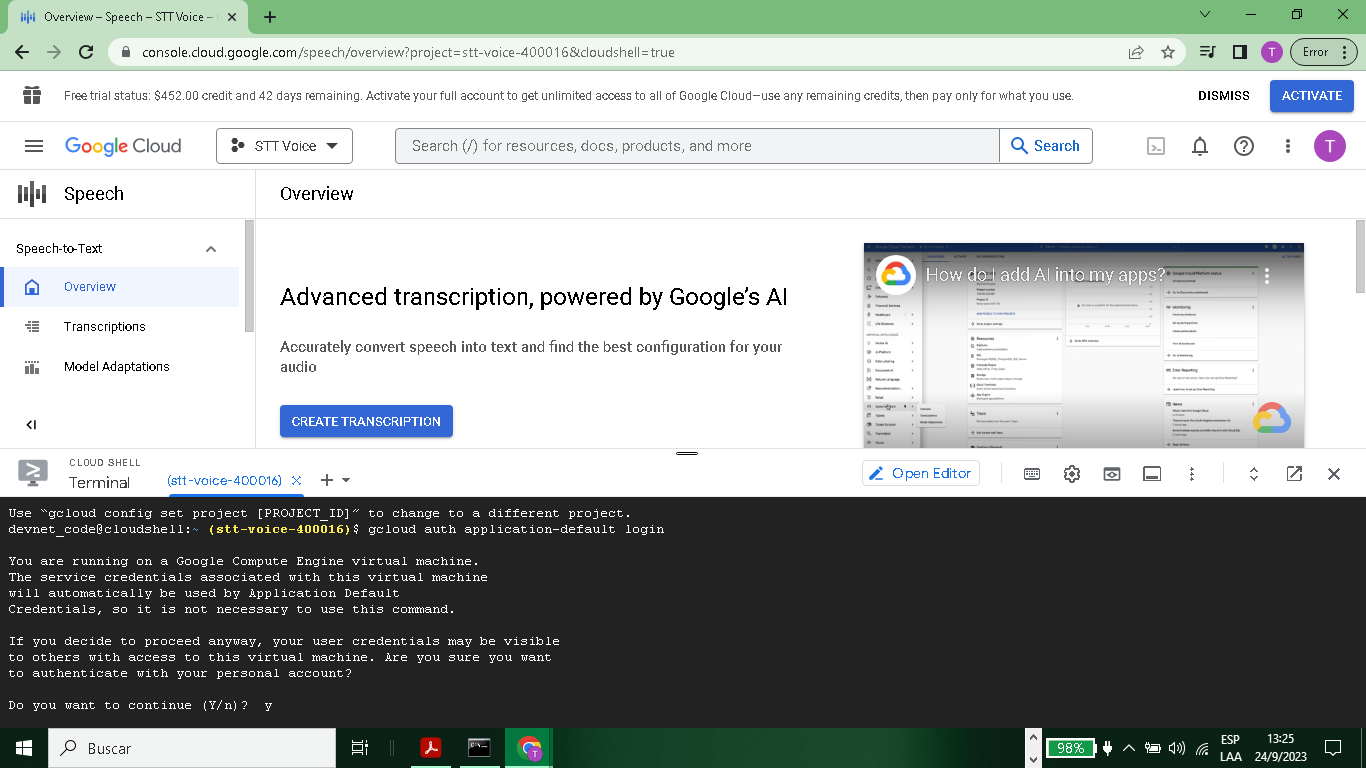 Overview – Speech – STT Voice –
console.cloud.google.com/speech/overview?project=stt-voice-400016&cloudshell=true
T
Error
Free trial status: $452.00 credit and 42 days remaining. Activate your full account to get unlimited access to all of Google Cloud—use any remaining credits, then pay only for what you use.
DISMISS
ACTIVATE
Google Cloud
STT Voice
Search (/) for resources, docs, products, and more
Search
T
Speech
Overview
Speech-to-Text
Overview
Transcriptions
Model Adaptations
Advanced transcription, powered by Google's AI
Accurately convert speech into text and find the best configuration for your
audio
CREATE TRANSCRIPTION
How do I add AI into my apps?
CLOUD SHELL
Terminal
(stt-voice-400016)
Open Editor
Use "gcloud config set project [PROJECT_ID]" to change to a different project.
devnet_code@cloudshell:~ (stt-voice-400016)$ gcloud auth application-default login
You are running on a Google Compute Engine virtual machine.
The service credentials associated with this virtual machine
will automatically be used by Application Default
Credentials, so it is not necessary to use this command.
If you decide to proceed anyway, your user credentials may be visible
to others with access to this virtual machine. Are you sure you want
to authenticate with your personal account?
Do you want to continue (Y/n)?  y
Buscar
T
98%
ESP
LAA
13:25
24/9/2023